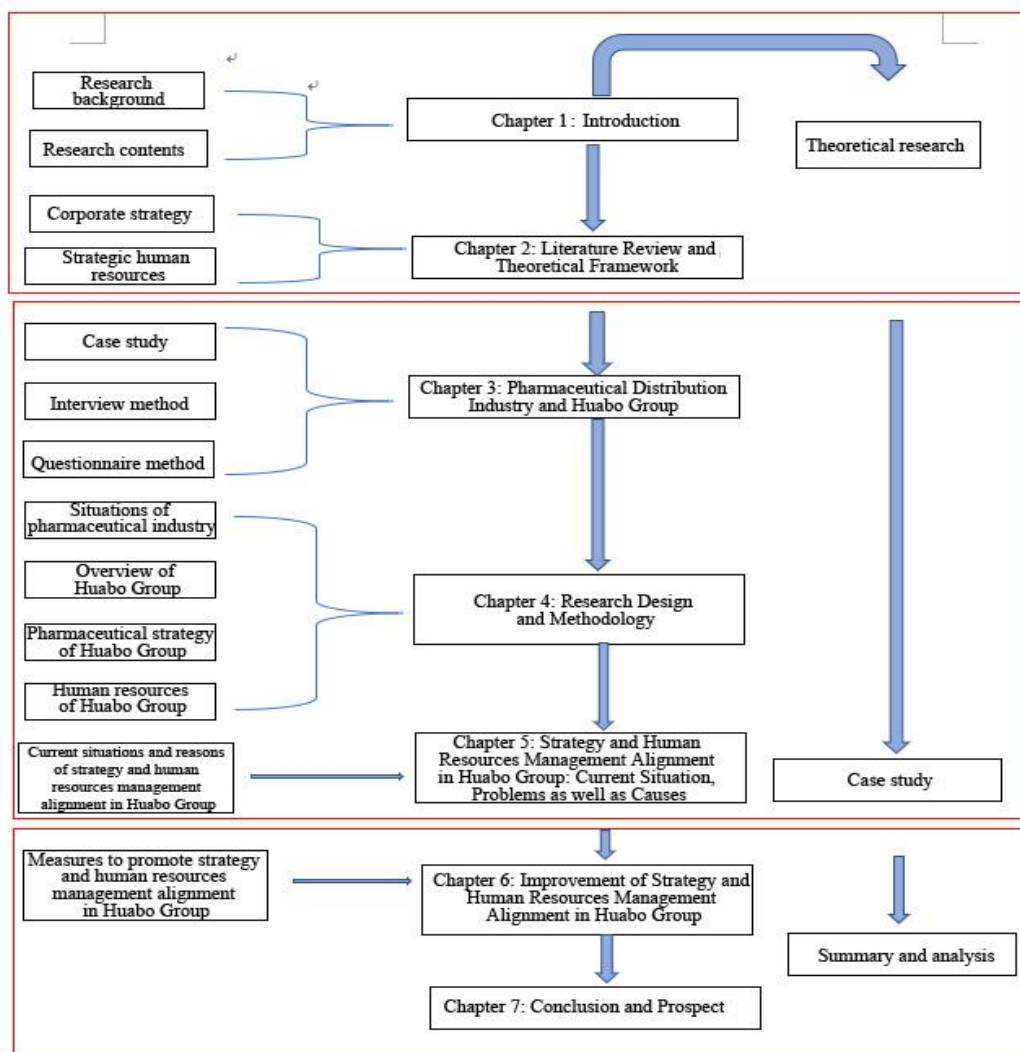 Research
background
Research contents
Chapter 1 : Introduction
Theoretical research
Corporate strategy
Strategic human
resources
Chapter 2: Literature Review and
Theoretical Framework
Case study
Interview method
Questionnaire method
Chapter 3: Pharmaceutical Distribution
Industry and Huabo Group
Situations of
pharmaceutical industry
Overview of
Huabo Group
Pharmaceutical strategy
of Huabo Group
Human resources
of Huabo Group
Chapter 4: Research Design
and Methodology
Current situations and reasons
of strategy and human
resources management
alignment in Huabo Group
Chapter 5: Strategy and Human
Resources Management Alignment
in Huabo Group: Current Situation,
Problems as well as Causes
Case study
Measures to promote strategy
and human resources
management alignment
in Huabo Group
Chapter 6: Improvement of Strategy and
Human Resources Management
Alignment in Huabo Group
Summary and analysis
Chapter 7: Conclusion and Prospect